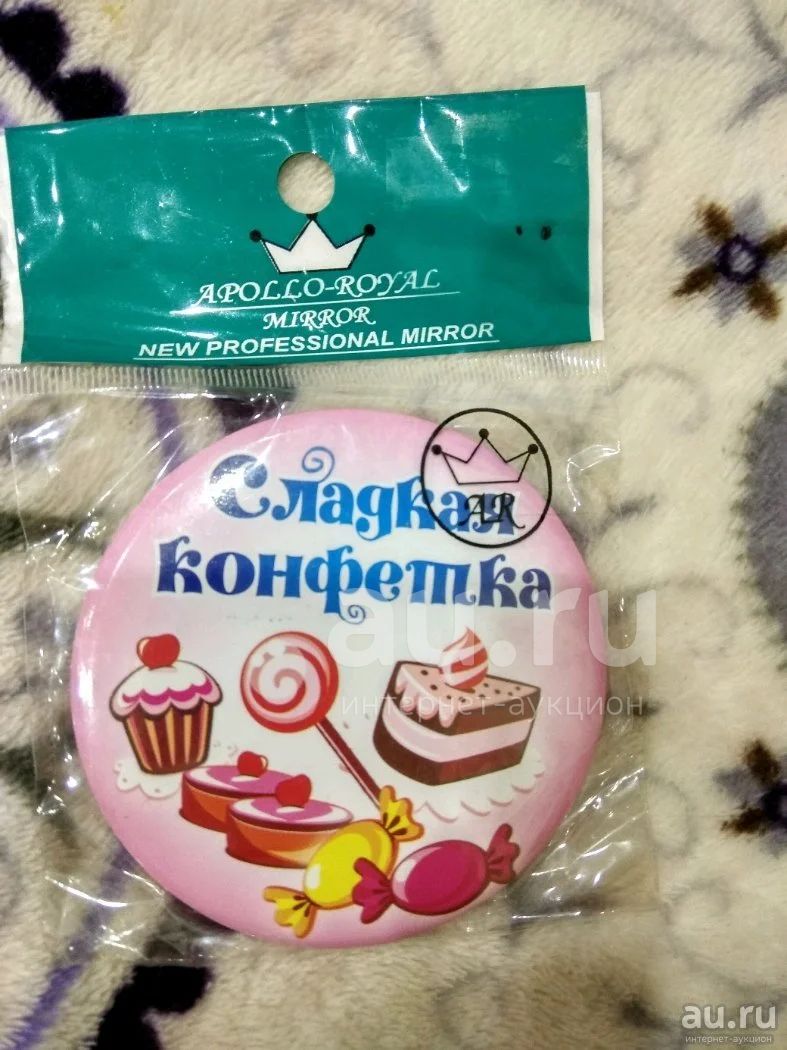 APOLLO-ROYAL
MIRROR
NEW PROFESSIONAL MIRROR
AR
Сладкая
конфетка
au.ru
интернет-аукцион
au.ru
интернет-аукцион